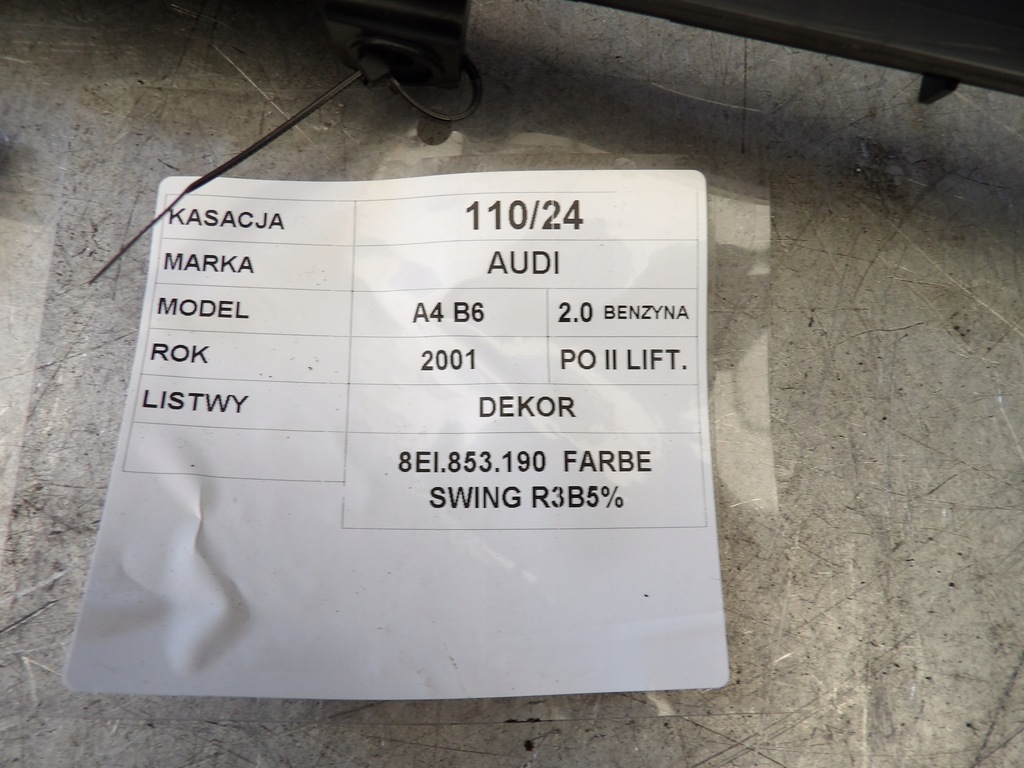 KASACJA 110/24
MARKA AUDI
MODEL A4 B6 2.0 BENZYNA
ROK 2001 PO II LIFT.
LISTWY DEKOR
8EI.853.190 FARBE
SWING R3B5%